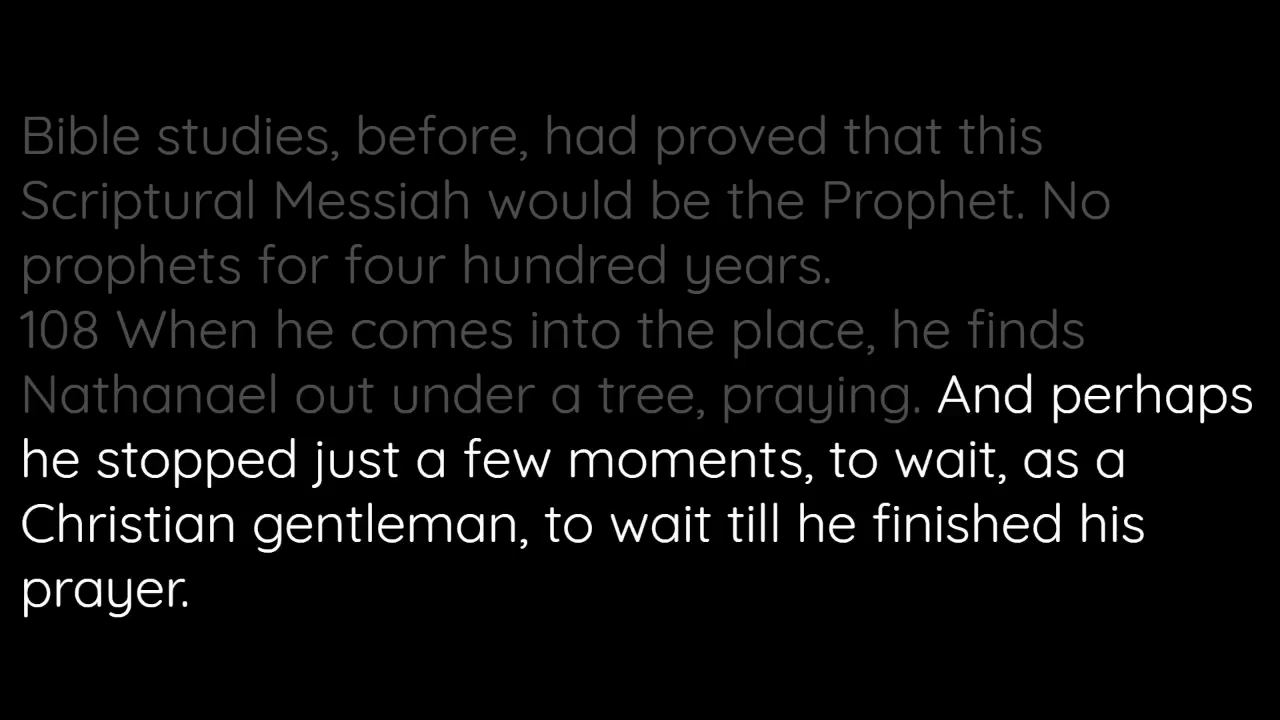 Bible studies, before, had proved that this
Scriptural Messiah would be the Prophet. No
prophets for four hundred years.
108 When he comes into the place, he finds
Nathanael out under a tree, praying. And perhaps
he stopped just a few moments, to wait, as a
Christian gentleman, to wait till he finished his
prayer.